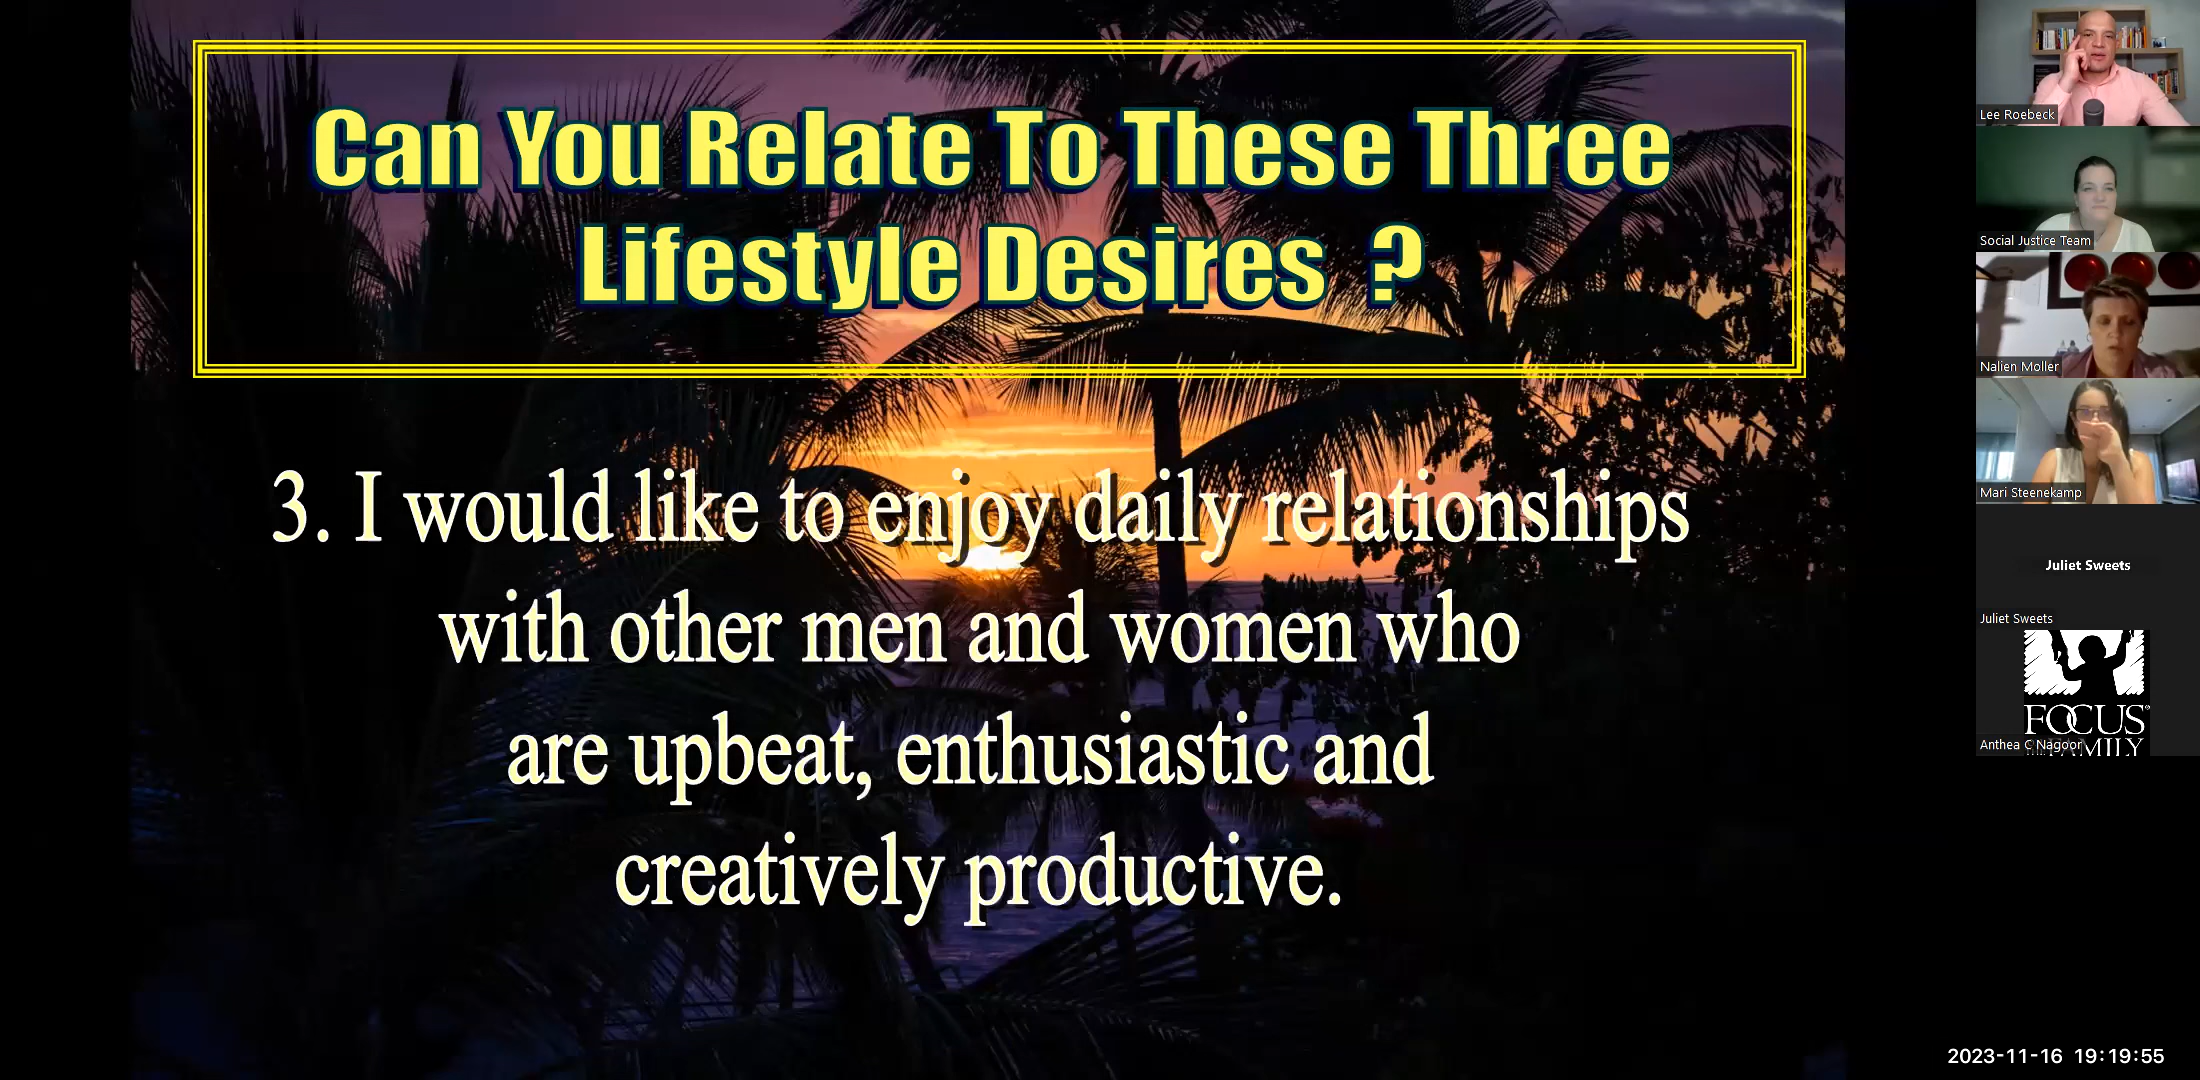 Can You Relate To These Three
Lifestyle Desires ?
3. I would like to enjoy daily relationships
with other men and women who
are upbeat, enthusiastic and
creatively productive.
Lee Roebeck
Social Justice Team
Nalien Moller
Mari Steenekamp
Juliet Sweets
Juliet Sweets
FOCUS
FAMILY
Anthea C Nagoor
2023-11-16 19:19:55